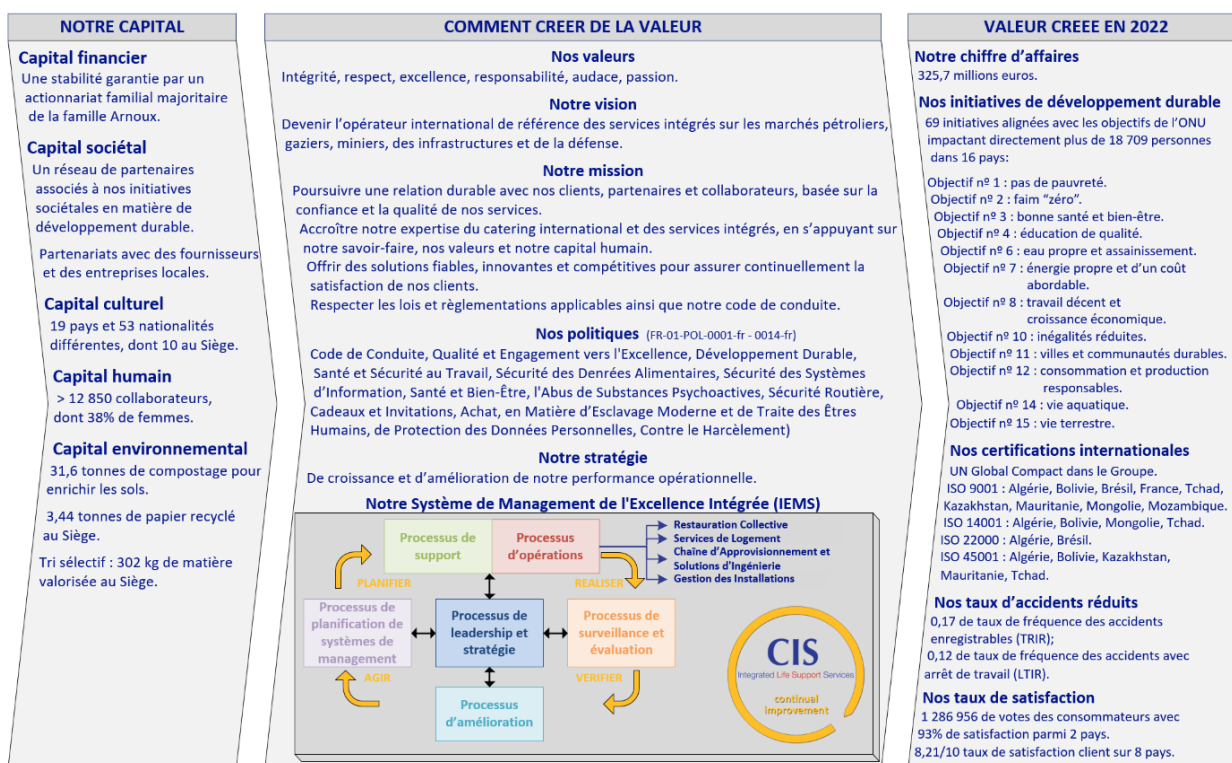 NOTRE CAPITAL
Capital financier
Une stabilité garantie par un
actionnariat familial majoritaire
de la famille Arnoux.
Capital sociétal
Un réseau de partenaires
associés à nos initiatives
sociétales en matière de
développement durable.
Partenariats avec des fournisseurs
et des entreprises locales.
Capital culturel
19 pays et 53 nationalités
différentes, dont 10 au Siège.
Capital humain
> 12 850 collaborateurs,
dont 38% de femmes.
Capital environnemental
31,6 tonnes de compostage pour
enrichir les sols.
3,44 tonnes de papier recyclé
au Siège.
Tri sélectif : 302 kg de matière
valorisée au Siège.
COMMENT CREER DE LA VALEUR
Nos valeurs
Intégrité, respect, excellence, responsabilité, audace, passion.
Notre vision
Devenir l'opérateur international de référence des services intégrés sur les marchés pétroliers,
gaziers, miniers, des infrastructures et de la défense.
Notre mission
Poursuivre une relation durable avec nos clients, partenaires et collaborateurs, basée sur la
confiance et la qualité de nos services.
Accroître notre expertise du catering international et des services intégrés, en s'appuyant sur
notre savoir-faire, nos valeurs et notre capital humain.
Offrir des solutions fiables, innovantes et compétitives pour assurer continuellement la
satisfaction de nos clients.
Respecter les lois et règlementations applicables ainsi que notre code de conduite.
Nos politiques (FR-01-POL-0001-fr - 0014-fr)
Code de Conduite, Qualité et Engagement vers l'Excellence, Développement Durable,
Santé et Sécurité au Travail, Sécurité des Denrées Alimentaires, Sécurité des Systèmes
d'Information, Santé et Bien-Être, l'Abus de Substances Psychoactives, Sécurité Routière,
Cadeaux et Invitations, Achat, en Matière d'Esclavage Moderne et de Traite des Êtres
Humains, de Protection des Données Personnelles, Contre le Harcèlement)
Notre stratégie
De croissance et d'amélioration de notre performance opérationnelle.
Notre Système de Management de l'Excellence Intégrée (IEMS)
Processus de
support
Processus
d'opérations
Restauration Collective
Services de Logement
Chaîne d'Approvisionnement et
Solutions d'Ingénierie
Gestion des Installations
PLANIFIER
REALISER
Processus de
planification de
systèmes de
management
Processus de
leadership et
stratégie
Processus de
surveillance et
évaluation
AGIR
VERIFIER
Processus
d'amélioration
CIS
Integrated Life Support Services
continual
improvement
VALEUR CREEE EN 2022
Notre chiffre d'affaires
325,7 millions euros.
Nos initiatives de développement durable
69 initiatives alignées avec les objectifs de l'ONU
impactant directement plus de 18 709 personnes
dans 16 pays:
Objectif nº 1 : pas de pauvreté.
Objectif nº 2 : faim "zéro".
Objectif nº 3 : bonne santé et bien-être.
Objectif nº 4 : éducation de qualité.
Objectif nº 6 : eau propre et assainissement.
Objectif nº 7 : énergie propre et d'un coût
abordable.
Objectif nº 8 : travail décent et
croissance économique.
Objectif nº 10 : inégalités réduites.
Objectif nº 11 : villes et communautés durables.
Objectif nº 12 : consommation et production
responsables.
Objectif nº 14 : vie aquatique.
Objectif nº 15 : vie terrestre.
Nos certifications internationales
UN Global Compact dans le Groupe.
ISO 9001 : Algérie, Bolivie, Brésil, France, Tchad,
Kazakhstan, Mauritanie, Mongolie, Mozambique.
ISO 14001 : Algérie, Bolivie, Mongolie, Tchad.
ISO 22000 : Algérie, Brésil.
ISO 45001 : Algérie, Bolivie, Kazakhstan,
Mauritanie, Tchad.
Nos taux d'accidents réduits
0,17 de taux de fréquence des accidents
enregistrables (TRIR);
0,12 de taux de fréquence des accidents avec
arrêt de travail (LTIR).
Nos taux de satisfaction
1 286 956 de votes des consommateurs avec
93% de satisfaction parmi 2 pays.
8,21/10 taux de satisfaction client sur 8 pays.